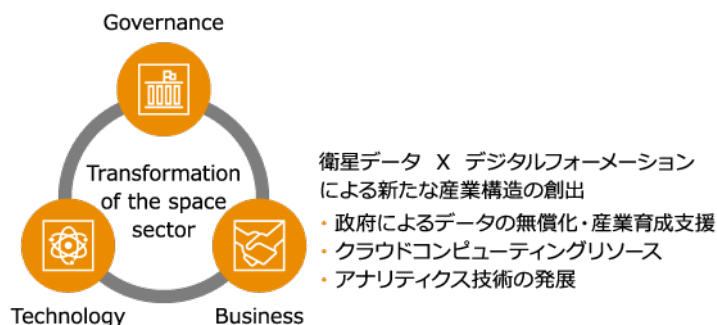 Governance
Transformation
of the space
sector
Technology
Business
衛星データ X デジタルフォーメーション
による新たな産業構造の創出
・政府によるデータの無償化・産業育成支援
・クラウドコンピューティングリソース
・アナリティクス技術の発展